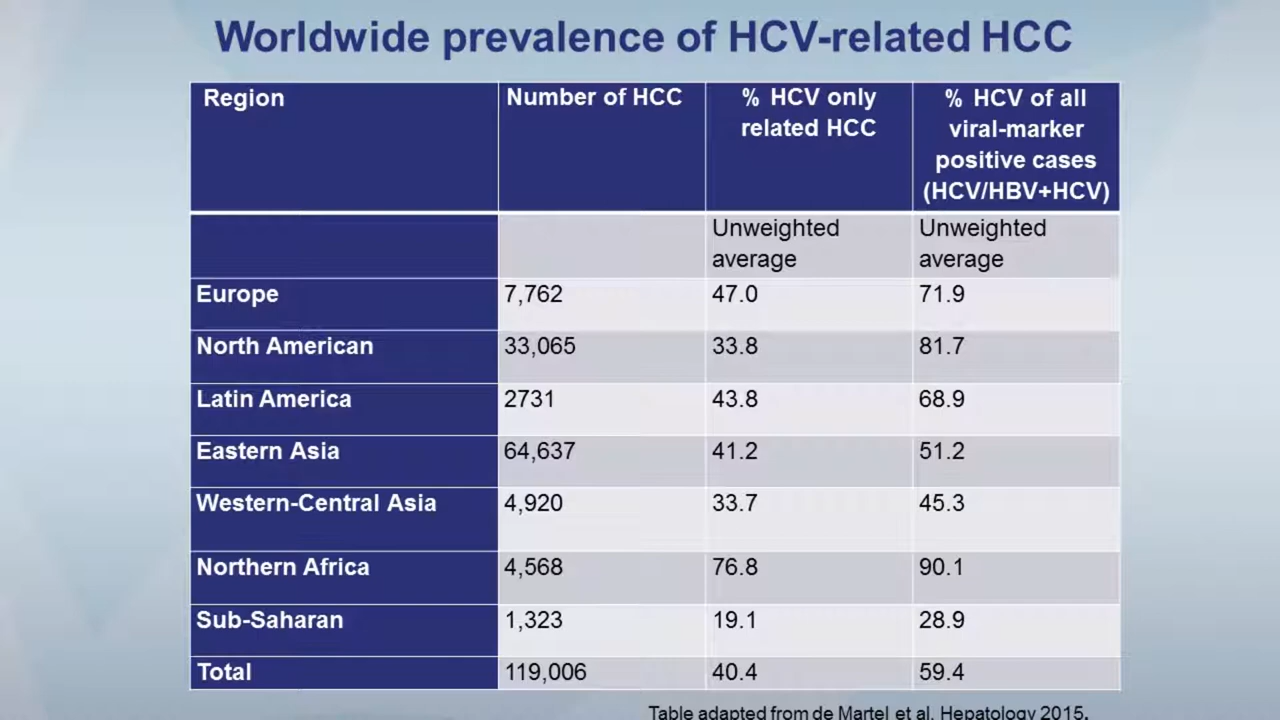 Worldwide prevalence of HCV-related HCC
Region Number of HCC % HCV only related HCC % HCV of all viral-marker positive cases (HCV/HBV+HCV)
Unweighted average Unweighted average
Europe 7,762 47.0 71.9
North American 33,065 33.8 81.7
Latin America 2731 43.8 68.9
Eastern Asia 64,637 41.2 51.2
Western-Central Asia 4,920 33.7 45.3
Northern Africa 4,568 76.8 90.1
Sub-Saharan 1,323 19.1 28.9
Total 119,006 40.4 59.4
Table adapted from de Martel et al. Hepatology 2015.